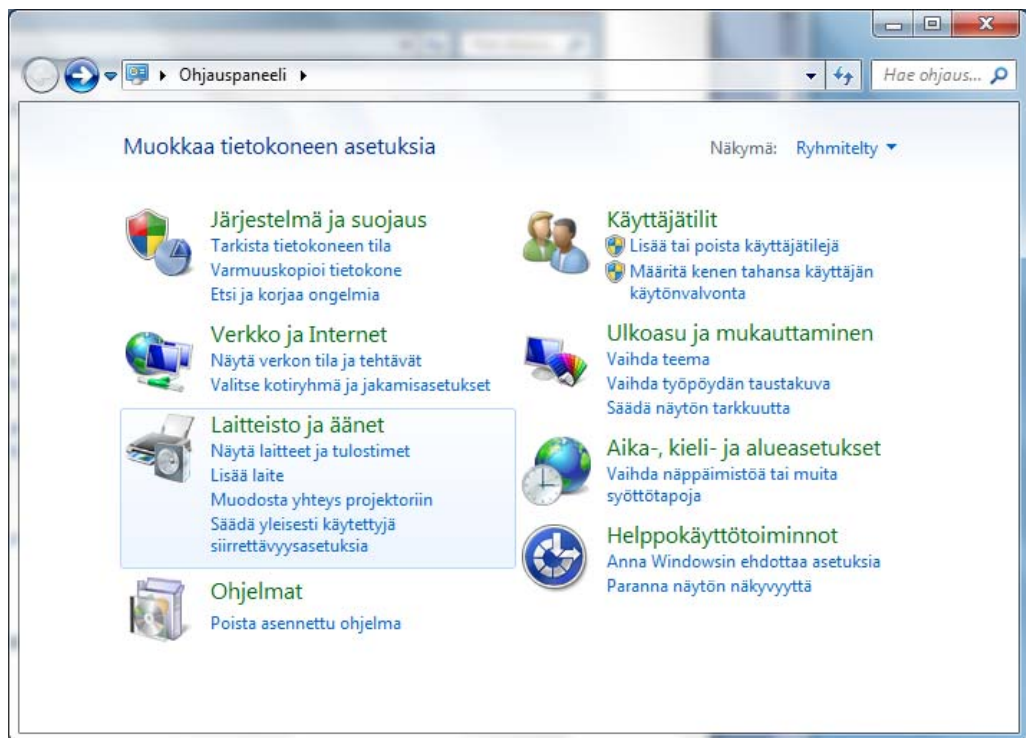 Ohjauspaneeli
Hae ohjaus...
Muokkaa tietokoneen asetuksia
Näkymä: Ryhmitelty
Järjestelmä ja suojaus
Tarkista tietokoneen tila
Varmuuskopioi tietokone
Etsi ja korjaa ongelmia
Verkko ja Internet
Näytä verkon tila ja tehtävät
Valitse kotiryhmä ja jakamisasetukset
Laitteisto ja äänet
Näytä laitteet ja tulostimet
Lisää laite
Muodosta yhteys projektoriin
Säädä yleisesti käytettyjä
siirrettävyysasetuksia
Ohjelmat
Poista asennettu ohjelma
Käyttäjätilit
Lisää tai poista käyttäjätilejä
Määritä kenen tahansa käyttäjän
käytönvalvonta
Ulkoasu ja mukauttaminen
Vaihda teema
Vaihda työpöydän taustakuva
Säädä näytön tarkkuutta
Aika-, kieli- ja alueasetukset
Vaihda näppäimistöä tai muita
syöttötapoja
Helppokäyttötoiminnot
Anna Windowsin ehdottaa asetuksia
Paranna näytön näkyvyyttä